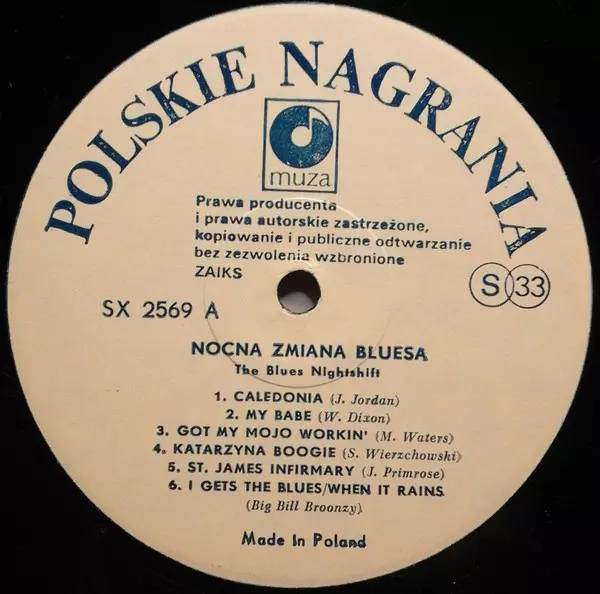 POLSKIE NAGRANIA
muza
Prawa producenta
i prawa autorskie zastrzeżone,
kopiowanie i publiczne odtwarzanie
bez zezwolenia wzbronione
ZAIKS
S 33
SX 2569 A
NOCNA ZMIANA BLUESA
The Blues Nightshift
1. CALEDONIA (J. Jordan)
2. MY BABE (W. Dixon)
3. GOT MY MOJO WORKIN' (M. Waters)
4. KATARZYNA BOOGIE (S. Wierzchowski)
5. ST. JAMES INFIRMARY (J. Primrose)
6. I GETS THE BLUES/WHEN IT RAINS
(Big Bill Broonzy)
Made In Poland